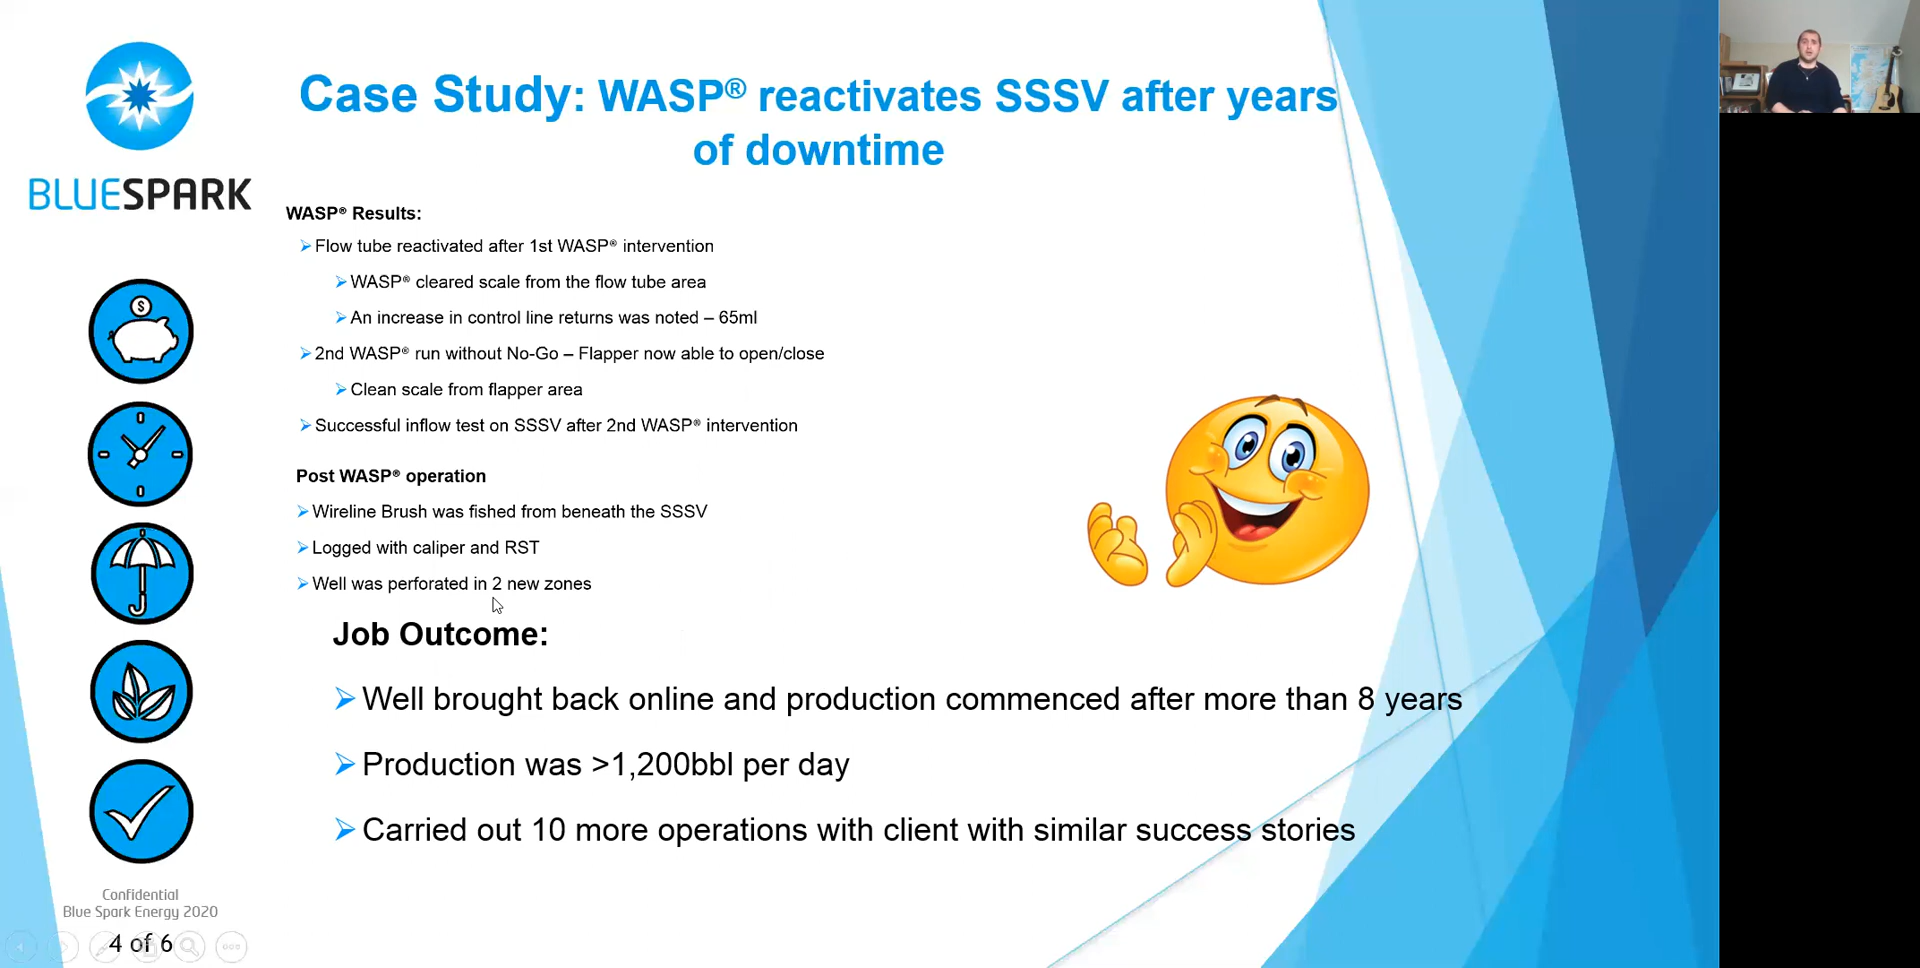 Case Study: WASP® reactivates SSSV after years
of downtime
BLUESPARK
WASP® Results:
Flow tube reactivated after 1st WASP® intervention
WASP® cleared scale from the flow tube area
An increase in control line returns was noted – 65ml
2nd WASP® run without No-Go – Flapper now able to open/close
Clean scale from flapper area
Successful inflow test on SSSV after 2nd WASP® intervention
Post WASP® operation
Wireline Brush was fished from beneath the SSSV
Logged with caliper and RST
Well was perforated in 2 new zones
Job Outcome:
Well brought back online and production commenced after more than 8 years
Production was >1,200bbl per day
Carried out 10 more operations with client with similar success stories
$
Confidential
Blue Spark Energy 2020
4 of 6